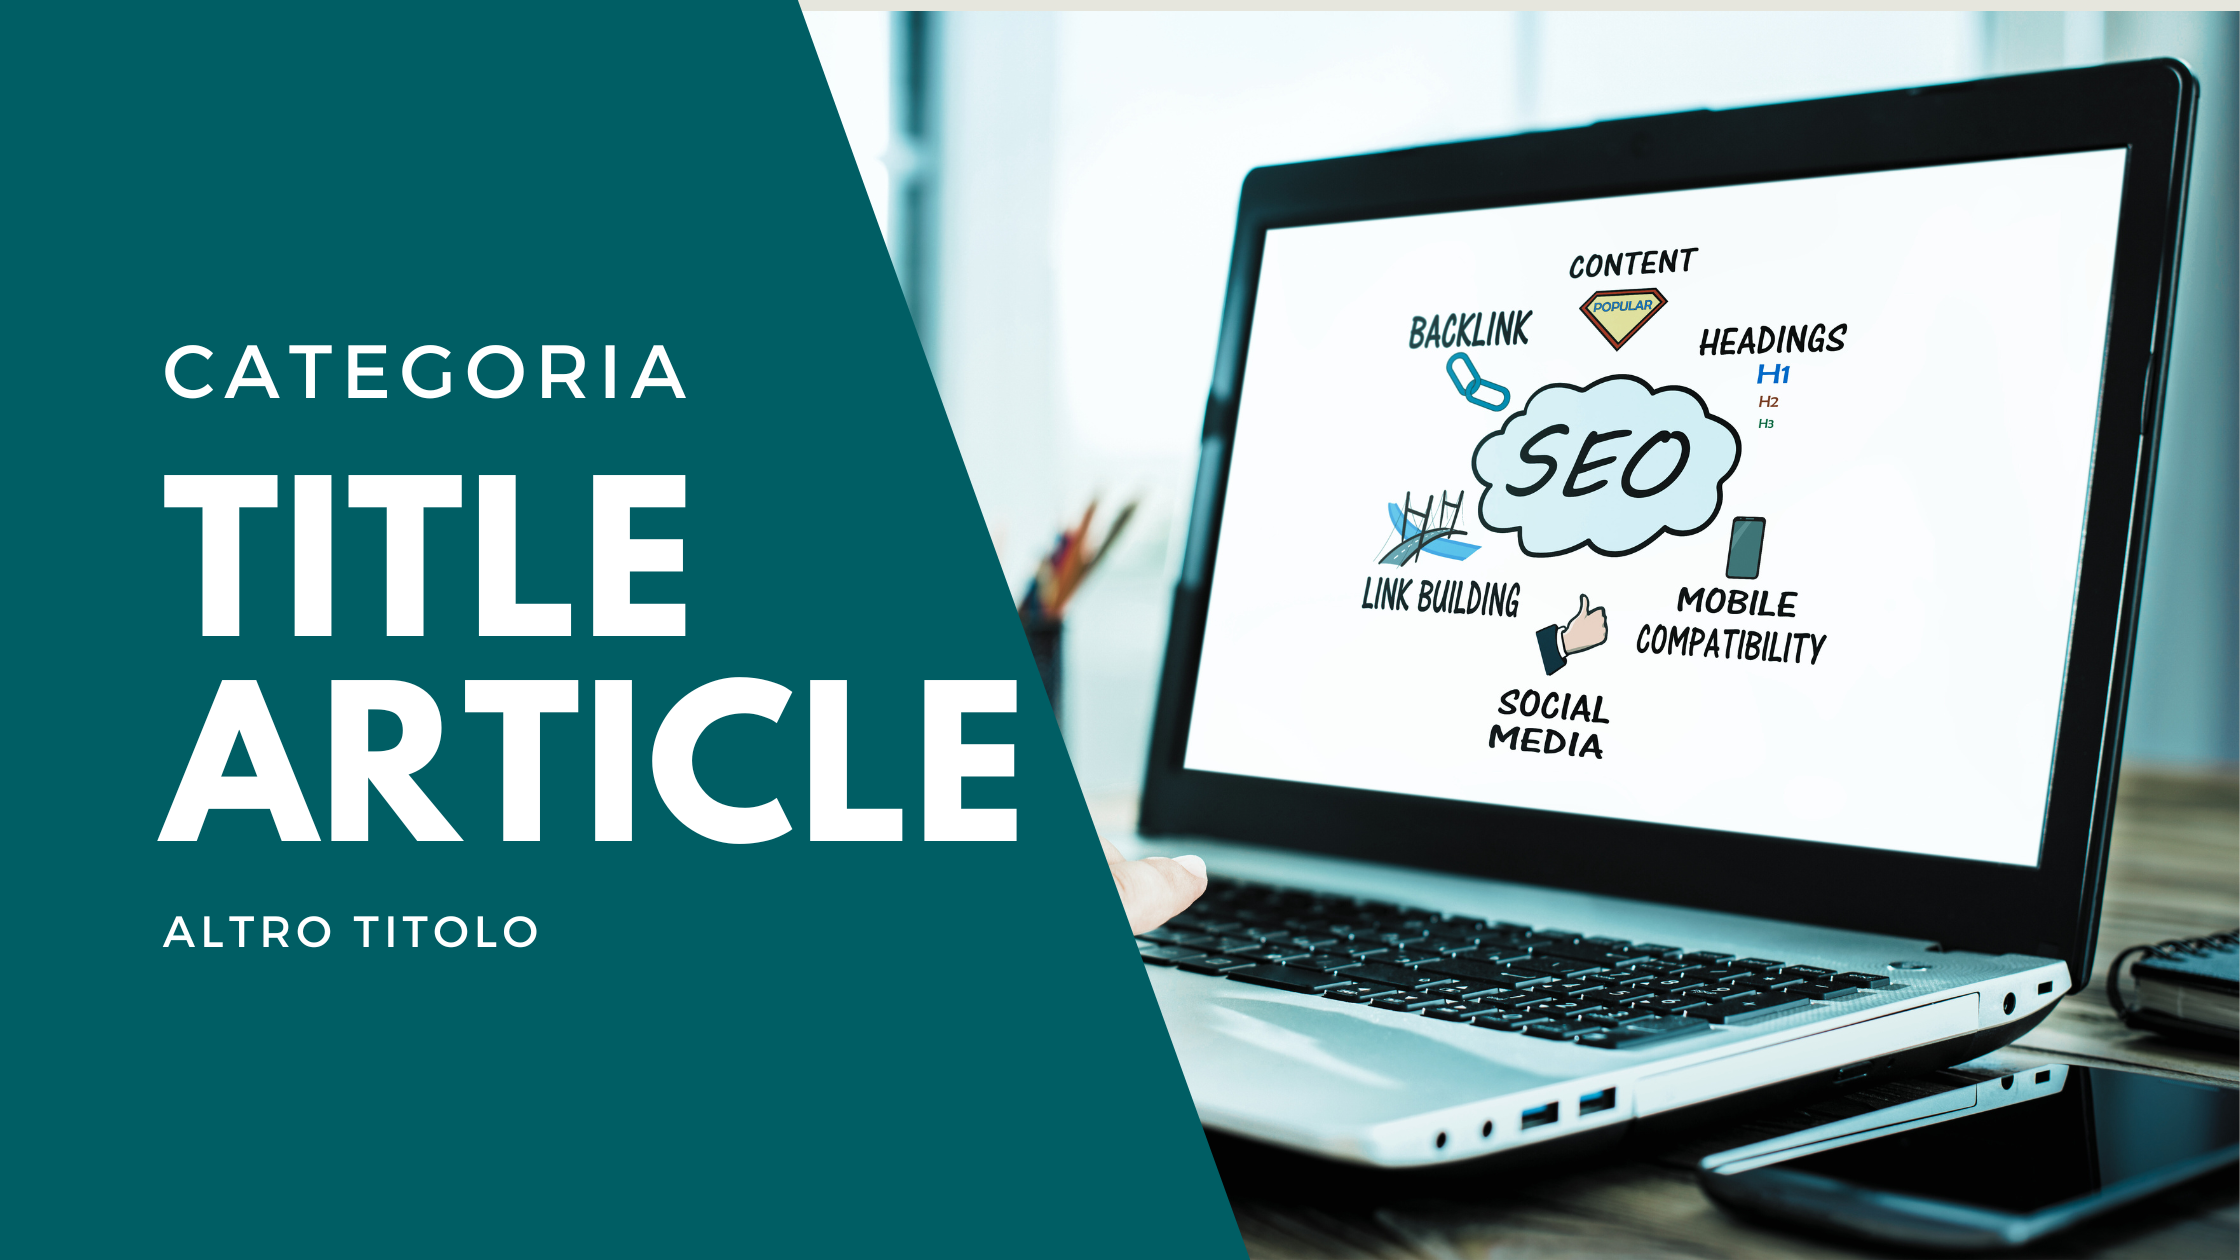 CATEGORIA
TITLE
ARTICLE
ALTRO TITOLO
CONTENT
POPULAR
BACKLINK
HEADINGS
H1
H2
H3
SEO
LINK BUILDING
MOBILE
COMPATIBILITY
SOCIAL
MEDIA